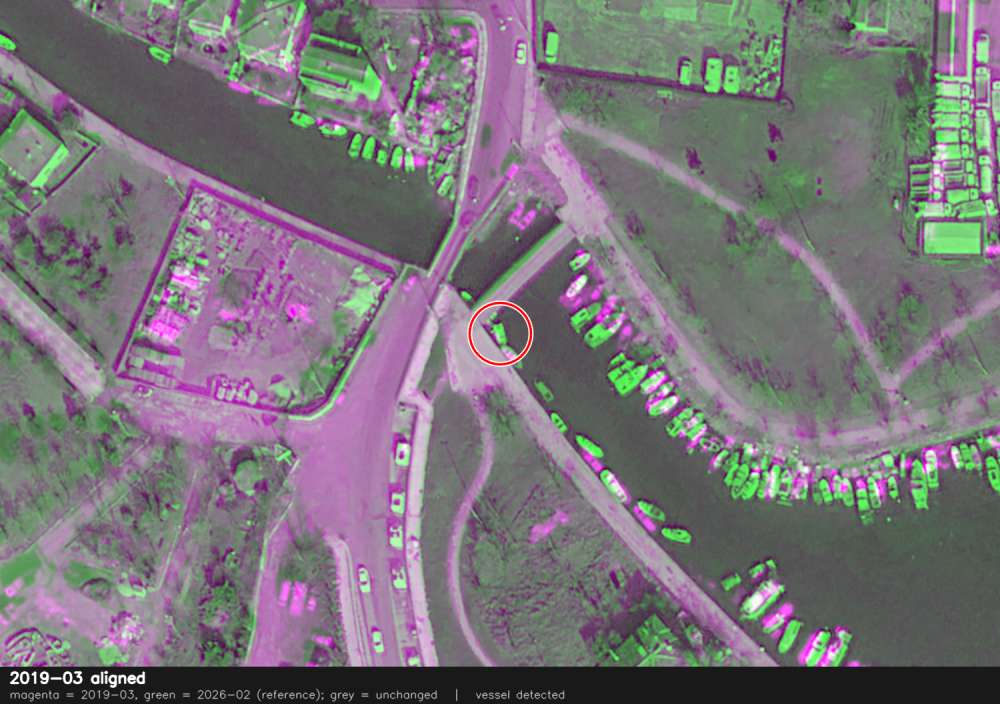 2019-03 aligned
magenta = 2019-03, green = 2026-02 (reference); grey = unchanged | vessel detected